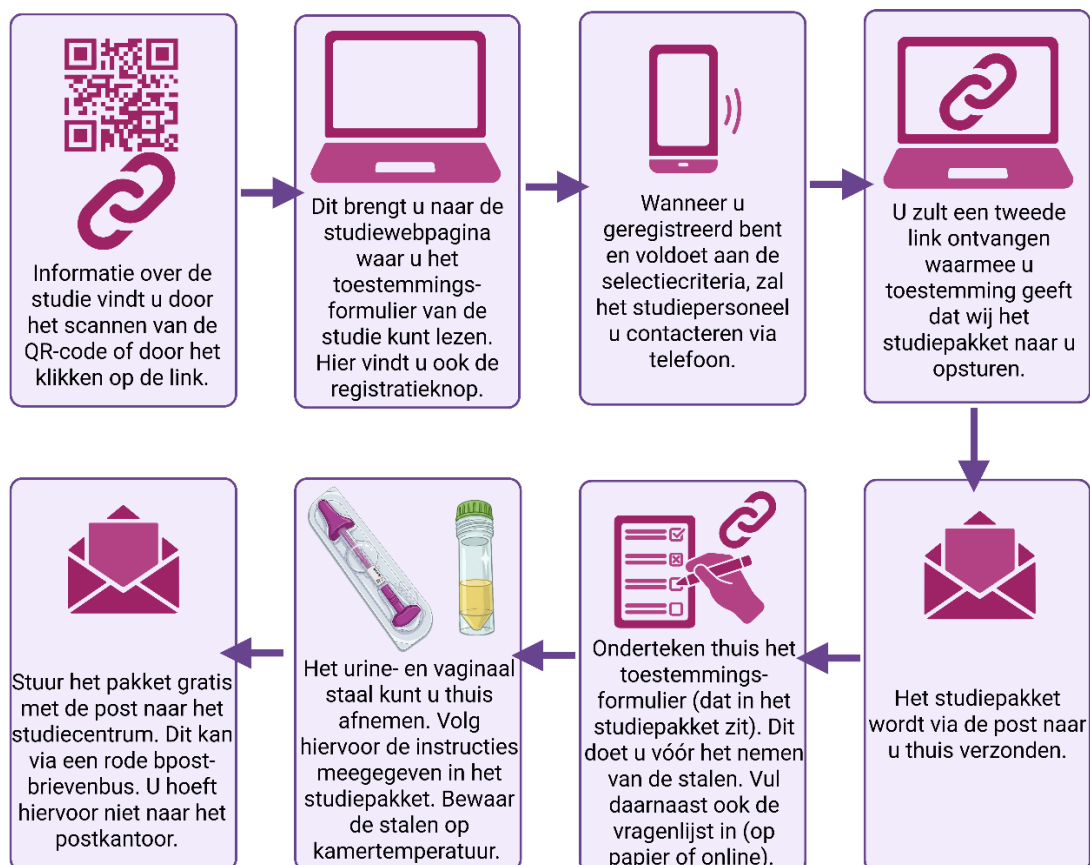 Informatie over de
studie vindt u door
het scannen van de
QR-code of door het
klikken op de link.
Dit brengt u naar de
studiewebpagina
waar u het
toestemmings-
formulier van de
studie kunt lezen.
Hier vindt u ook de
registratieknop.
Wanneer u
geregistreerd bent
en voldoet aan de
selectiecriteria, zal
het studiepersoneel
u contacteren via
telefoon.
U zult een tweede
link ontvangen
waarmee u
toestemming geeft
dat wij het
studiepakket naar u
opsturen.
Het studiepakket
wordt via de post naar
u thuis verzonden.
Onderteken thuis het
toestemmings-
formulier (dat in het
studiepakket zit). Dit
doet u vóór het nemen
van de stalen. Vul
daarnaast ook de
vragenlijst in (op
papier of online).
Het urine- en vaginaal
staal kunt u thuis
afnemen. Volg
hiervoor de instructies
meegegeven in het
studiepakket. Bewaar
de stalen op
kamertemperatuur.
Stuur het pakket gratis
met de post naar het
studiecentrum. Dit kan
via een rode bpost-
brievenbus. U hoeft
hiervoor niet naar het
postkantoor.